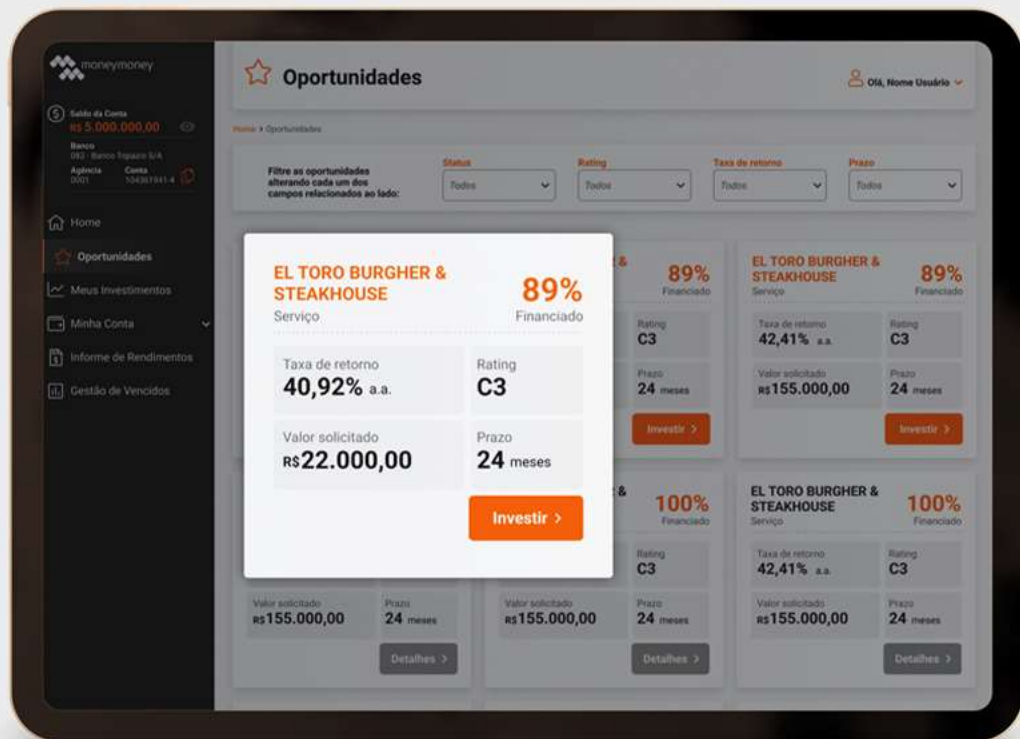 moneymoney
Saldo da Conta
R$ 5.000.000,00
Banco
082 - Banco Topazio S/A
Agência Conta
0001 104361941-4
Home
Oportunidades
Meus Investimentos
Minha Conta
Informe de Rendimentos
Gestão de Vencidos
Oportunidades
Olá, Nome Usuário
Home > Oportunidades
Filtre as oportunidades
alterando cada um dos
campos relacionados ao lado:
Status
Todos
Rating
Todos
Taxa de retorno
Todos
Prazo
Todos
EL TORO BURGHER &
STEAKHOUSE
Serviço
89%
Financiado
Taxa de retorno
40,92% a.a.
Rating
C3
Valor solicitado
R$22.000,00
Prazo
24 meses
Investir >
&
89%
Financiado
Rating
C3
Prazo
24 meses
Investir >
EL TORO BURGHER &
STEAKHOUSE
Serviço
89%
Financiado
Taxa de retorno
42,41% a.a.
Rating
C3
Valor solicitado
R$155.000,00
Prazo
24 meses
Investir >
Valor solicitado
R$155.000,00
Prazo
24 meses
Detalhes >
&
100%
Financiado
Rating
C3
Valor solicitado
R$155.000,00
Prazo
24 meses
Detalhes >
EL TORO BURGHER &
STEAKHOUSE
Serviço
100%
Financiado
Taxa de retorno
42,41% a.a.
Rating
C3
Valor solicitado
R$155.000,00
Prazo
24 meses
Detalhes >